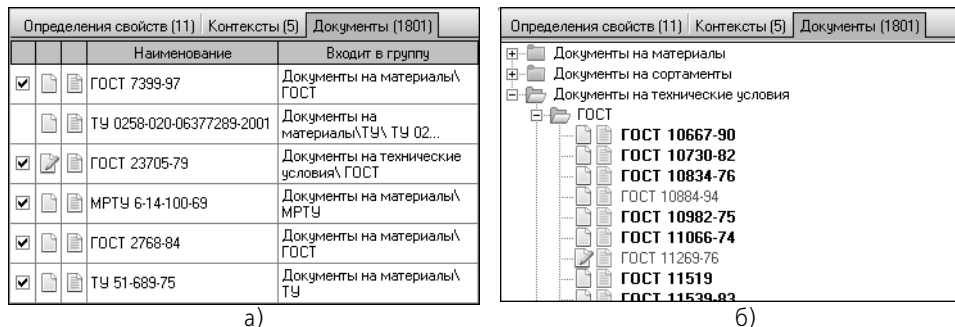 Определения свойств (11) Контексты (5) Документы (1801)
Наименование Входит в группу
ГОСТ 7399-97 Документы на материалы\
ГОСТ
ТУ 0258-020-06377289-2001 Документы на
материалы\ТУ\ ТУ 02...
ГОСТ 23705-79 Документы на технические
условия\ ГОСТ
МРТУ 6-14-100-69 Документы на материалы\
МРТУ
ГОСТ 2768-84 Документы на материалы\
ГОСТ
ТУ 51-689-75 Документы на материалы\
ТУ
а)
Определения свойств (11) Контексты (5) Документы (1801)
Документы на материалы
Документы на сортаменты
Документы на технические условия
ГОСТ
ГОСТ 10667-90
ГОСТ 10730-82
ГОСТ 10834-76
ГОСТ 10884-94
ГОСТ 10982-75
ГОСТ 11066-74
ГОСТ 11269-76
ГОСТ 11519
ГОСТ 11539-83
б)